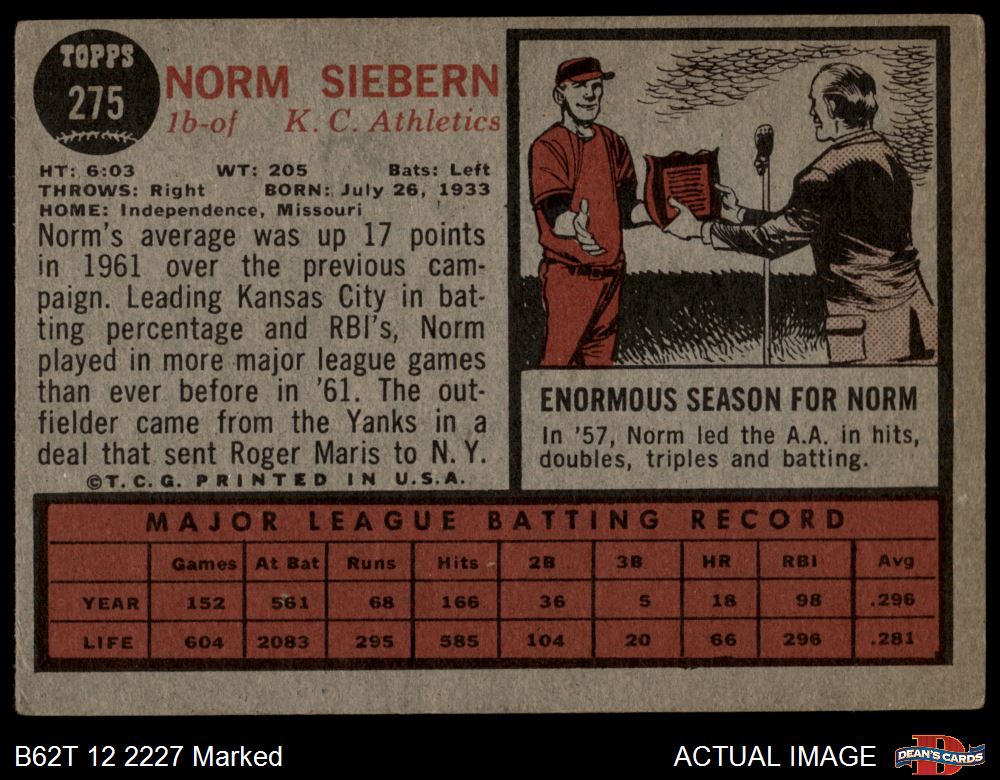 TOPPS
275
NORM SIEBERN
1b-of K. C. Athletics
HT: 6:03 WT: 205 Bats: Left
THROWS: Right BORN: July 26, 1933
HOME: Independence, Missouri
Norm's average was up 17 points
in 1961 over the previous cam-
paign. Leading Kansas City in bat-
ting percentage and RBI's, Norm
played in more major league games
than ever before in '61. The out-
fielder came from the Yanks in a
deal that sent Roger Maris to N.Y.
©T.C.G. PRINTED IN U.S.A.
ENORMOUS SEASON FOR NORM
In '57, Norm led the A.A. in hits,
doubles, triples and batting.
MAJOR LEAGUE BATTING RECORD
Games At Bat Runs Hits 2B 3B HR RBI Avg
YEAR 152 561 68 166 36 5 18 98 .296
LIFE 604 2083 295 585 104 20 66 296 .281
B62T 12 2227 Marked
ACTUAL IMAGE
DEAN'S CARDS